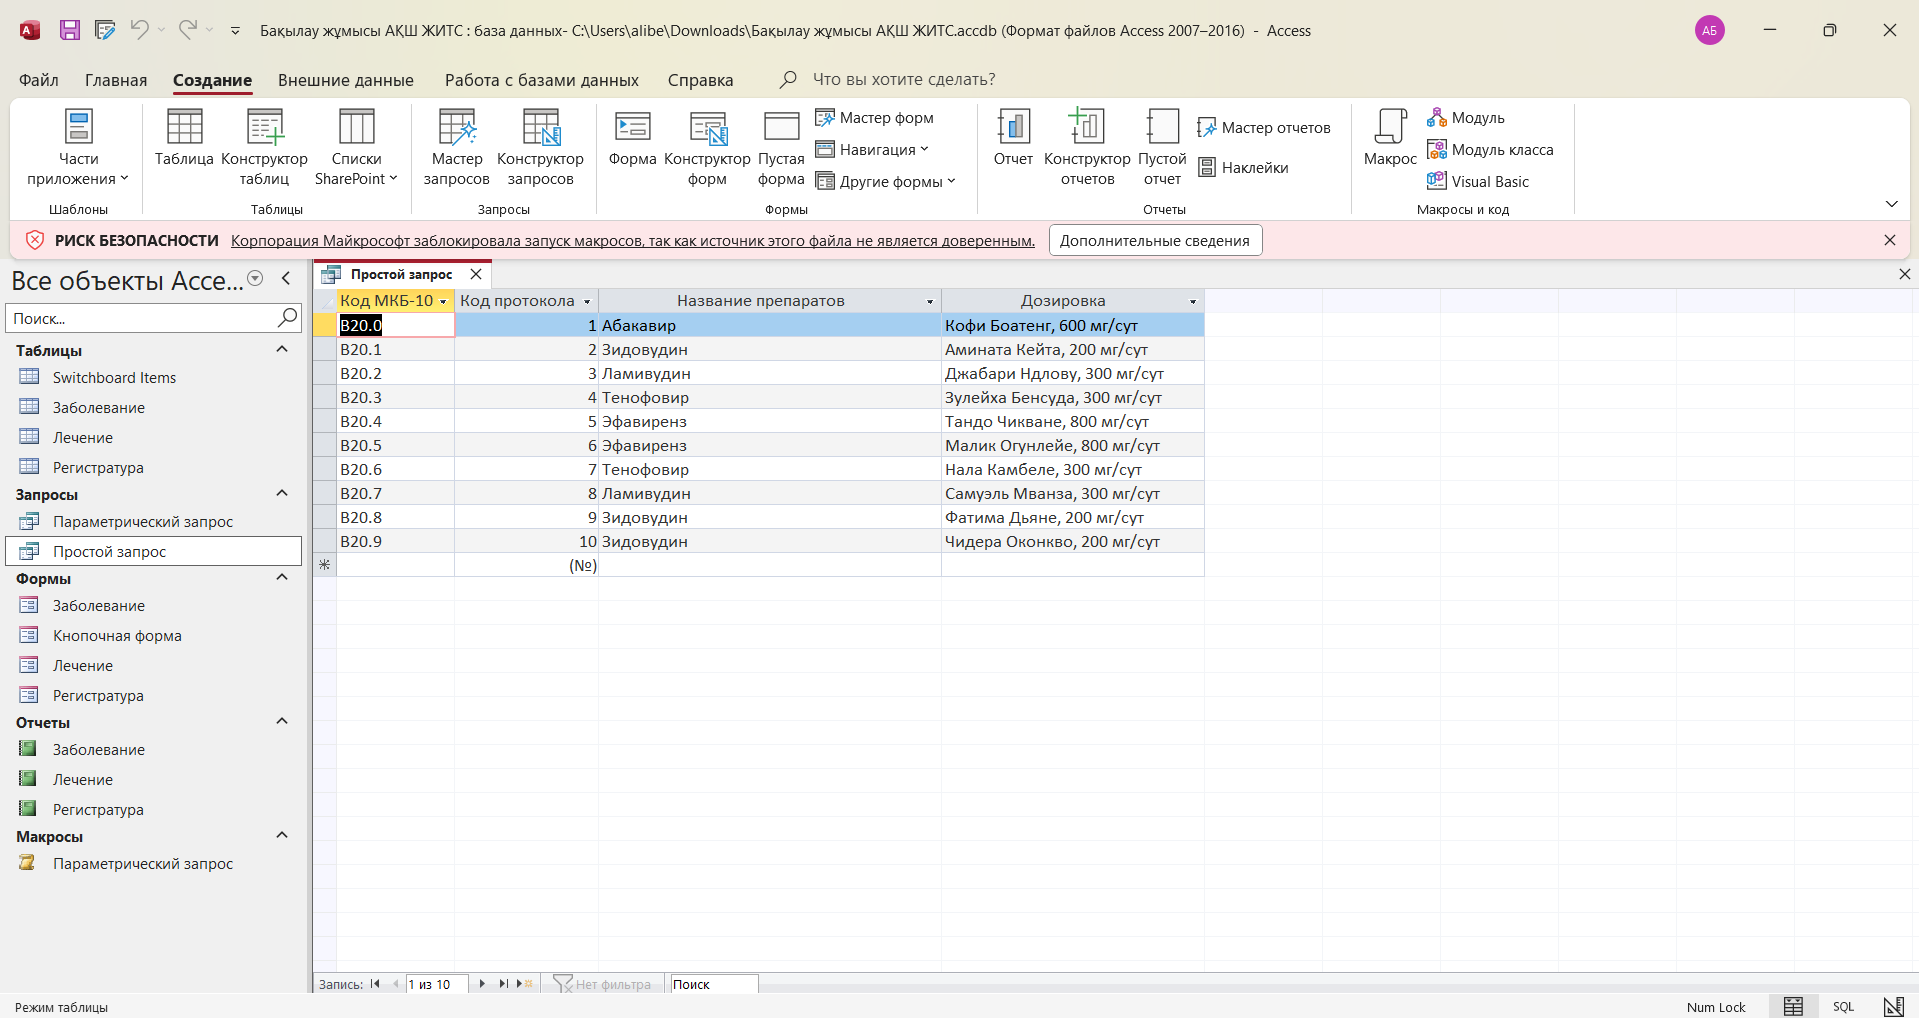 Бақылау жұмысы АҚШ ЖИТС : база данных- C:\Users\alibe\Downloads\Бақылау жұмысы АҚШ ЖИТС.accdb (Формат файлов Access 2007–2016) - Access
АБ
Файл Главная Создание Внешние данные Работа с базами данных Справка Что вы хотите сделать?
Части приложения
Шаблоны
Таблица
Конструктор таблиц
Списки SharePoint
Таблицы
Мастер запросов
Конструктор запросов
Запросы
Форма
Конструктор форм
Пустая форма
Мастер форм
Навигация
Другие формы
Формы
Отчет
Конструктор отчетов
Пустой отчет
Мастер отчетов
Наклейки
Отчеты
Макрос
Модуль
Модуль класса
Visual Basic
Макросы и код
РИСК БЕЗОПАСНОСТИ Корпорация Майкрософт заблокировала запуск макросов, так как источник этого файла не является доверенным. Дополнительные сведения
Все объекты Acce...
Поиск...
Таблицы
Switchboard Items
Заболевание
Лечение
Регистратура
Запросы
Параметрический запрос
Простой запрос
Формы
Заболевание
Кнопочная форма
Лечение
Регистратура
Отчеты
Заболевание
Лечение
Регистратура
Макросы
Параметрический запрос
Простой запрос
Код МКБ-10 Код протокола Название препаратов Дозировка
B20.0 1 Абакавир Кофи Боатенг, 600 мг/сут
B20.1 2 Зидовудин Амината Кейта, 200 мг/сут
B20.2 3 Ламивудин Джабари Ндлову, 300 мг/сут
B20.3 4 Тенофовир Зулейха Бенсуда, 300 мг/сут
B20.4 5 Эфавиренз Тандо Чикване, 800 мг/сут
B20.5 6 Эфавиренз Малик Огунлейе, 800 мг/сут
B20.6 7 Тенофовир Нала Камбеле, 300 мг/сут
B20.7 8 Ламивудин Самуэль Мванза, 300 мг/сут
B20.8 9 Зидовудин Фатима Дьяне, 200 мг/сут
B20.9 10 Зидовудин Чидера Оконкво, 200 мг/сут
(№)
Запись: 1 из 10 Нет фильтра Поиск
Режим таблицы Num Lock SQL